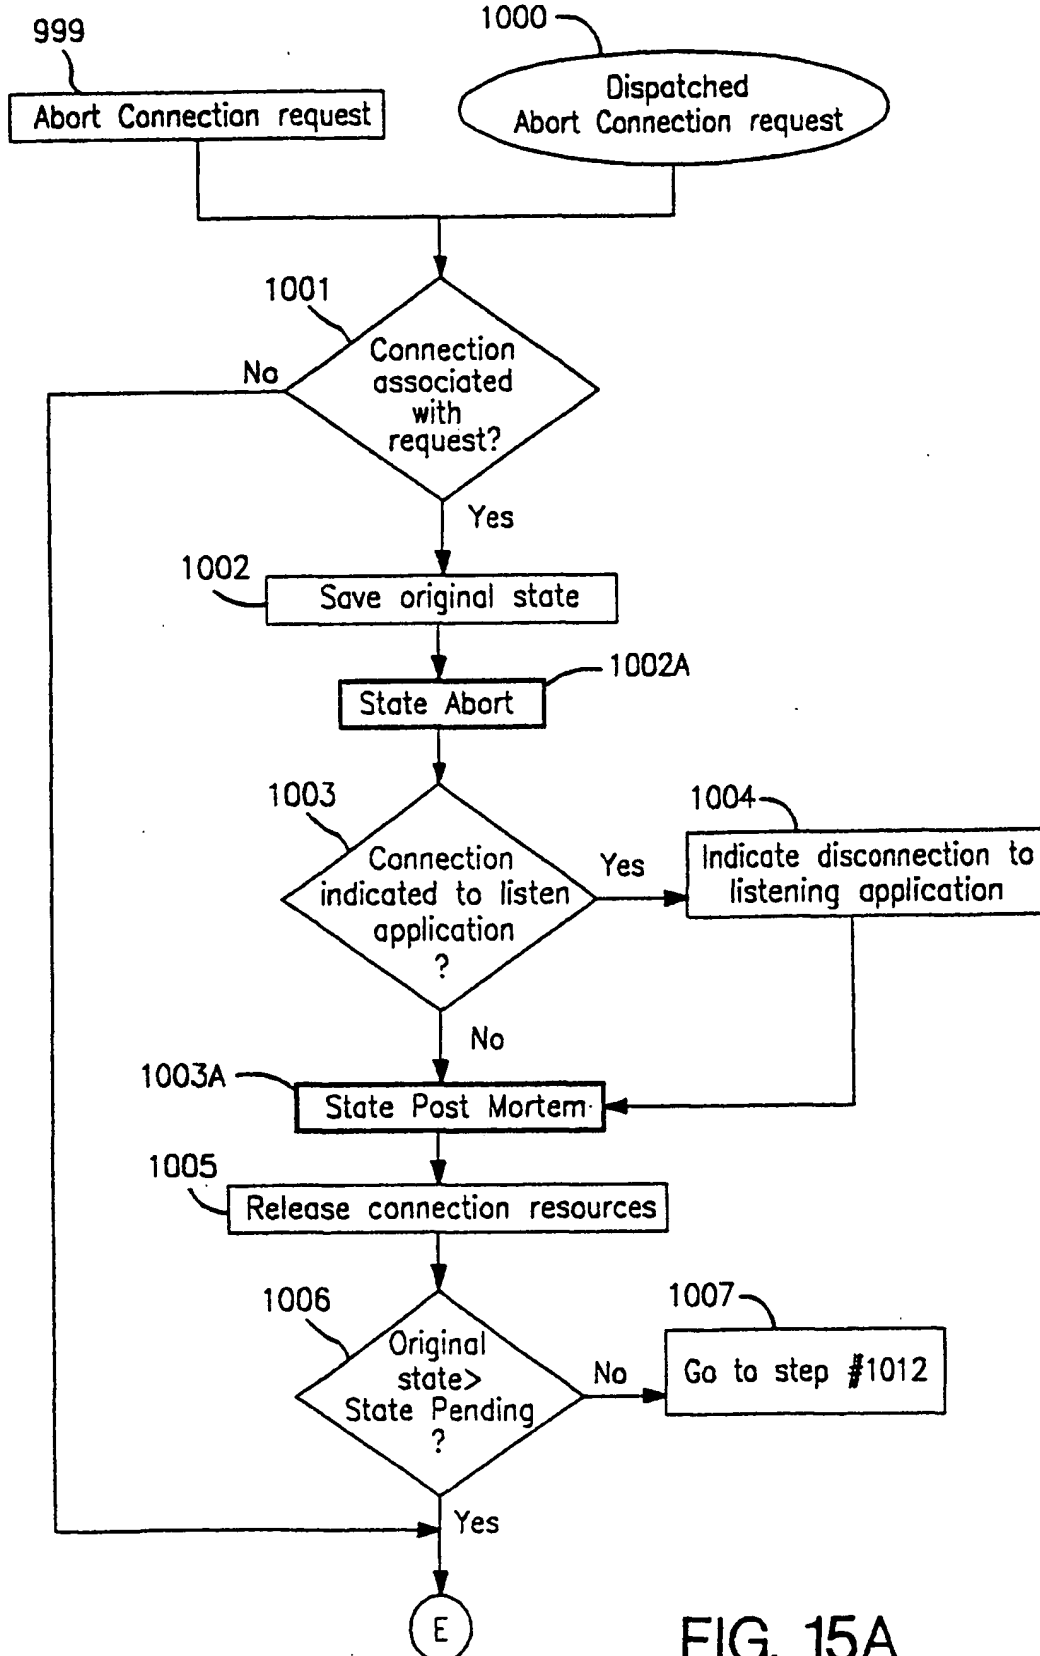 999
1000
Abort Connection request
Dispatched
Abort Connection request
1001
Connection
associated
with
request?
No
Yes
1002
Save original state
1002A
State Abort
1003
Connection
indicated to listen
application
?
Yes
1004
Indicate disconnection to
listening application
No
1003A
State Post Mortem
1005
Release connection resources
1006
Original
state>
State Pending
?
No
1007
Go to step #1012
Yes
E
FIG. 15A